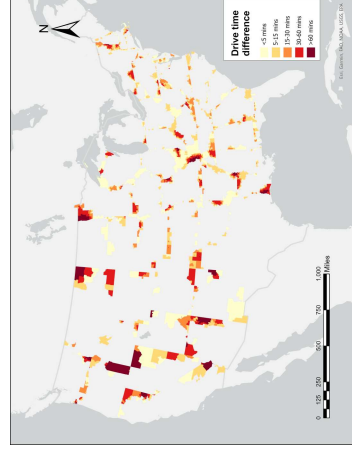 N
Drive time
difference
<5 mins
5-15 mins
15-30 mins
30-60 mins
>60 mins
Esri, Garmin, FAO, NOAA, USGS, EPA
0 125 250 500 750 1,000
Miles